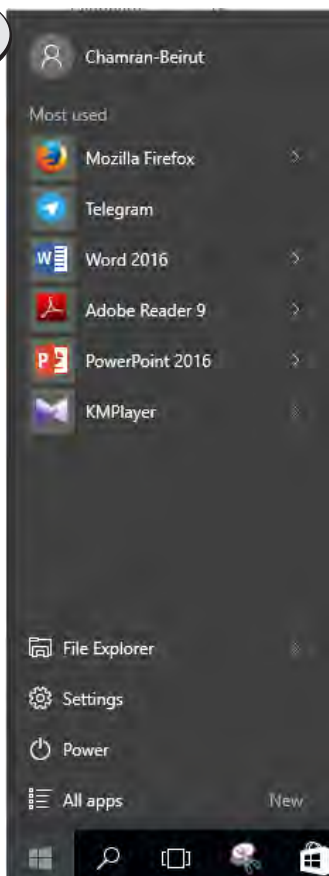 Chamran-Beirut
Most used
Mozilla Firefox
Telegram
Word 2016
Adobe Reader 9
PowerPoint 2016
KMPlayer
File Explorer
Settings
Power
All apps New